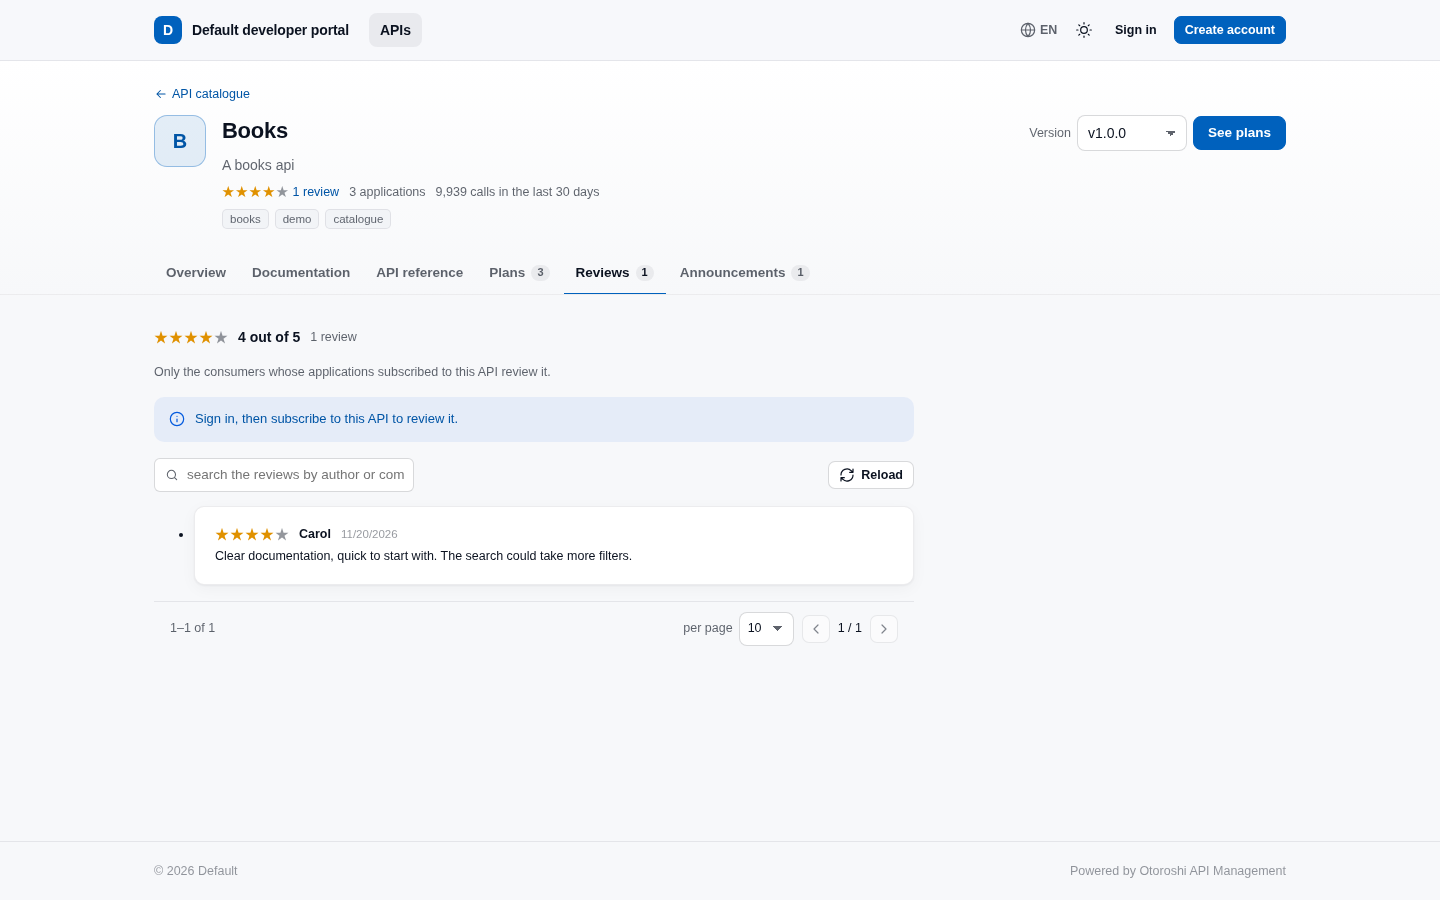 D Default developer portal APIs EN Sign in Create account
API catalogue
B Books Version v1.0.0 See plans
A books api
1 review 3 applications 9,939 calls in the last 30 days
books demo catalogue
Overview Documentation API reference Plans 3 Reviews 1 Announcements 1
4 out of 5 1 review
Only the consumers whose applications subscribed to this API review it.
Sign in, then subscribe to this API to review it.
search the reviews by author or com Reload
Carol 11/20/2026
Clear documentation, quick to start with. The search could take more filters.
1–1 of 1 per page 10 1 / 1
© 2026 Default Powered by Otoroshi API Management